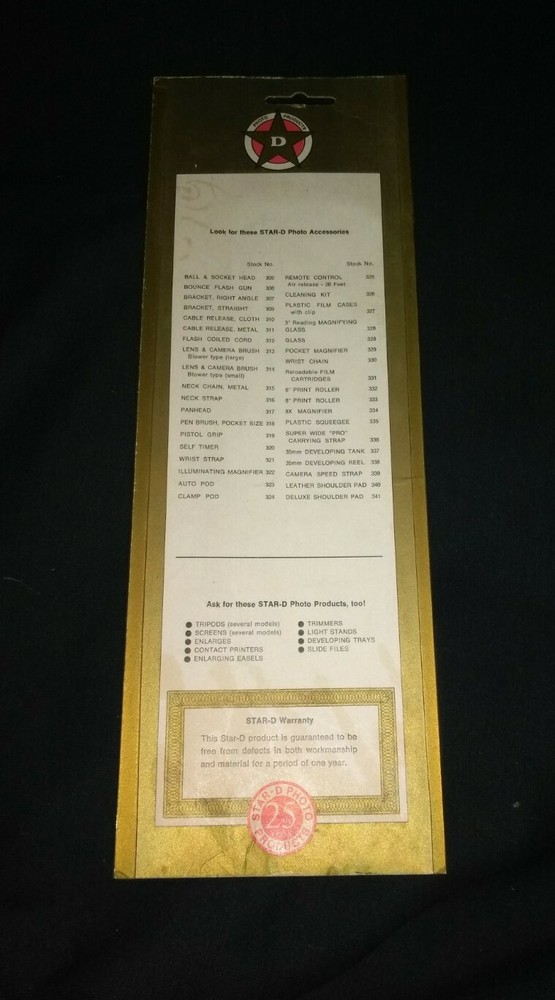 PHOTO PRODUCTS
D
Look for these STAR-D Photo Accessories
Stock No.
BALL & SOCKET HEAD 305
BOUNCE FLASH GUN 306
BRACKET, RIGHT ANGLE 307
BRACKET, STRAIGHT 309
CABLE RELEASE, CLOTH 310
CABLE RELEASE, METAL 311
FLASH COILED CORD 312
LENS & CAMERA BRUSH 313
Blower type (large)
LENS & CAMERA BRUSH 314
Blower type (small)
NECK CHAIN, METAL 315
NECK STRAP 316
PANHEAD 317
PEN BRUSH, POCKET SIZE 318
PISTOL GRIP 319
SELF TIMER 320
WRIST STRAP 321
ILLUMINATING MAGNIFIER 322
AUTO POD 323
CLAMP POD 324
Stock No.
REMOTE CONTROL 325
Air release - 20 Feet
CLEANING KIT 326
PLASTIC FILM CASES
with clip 327
5" Reading MAGNIFYING
GLASS 328
GLASS 328
POCKET MAGNIFIER 329
WRIST CHAIN 330
Reloadable FILM
CARTRIDGES 331
6" PRINT ROLLER 332
8" PRINT ROLLER 333
8X MAGNIFIER 334
PLASTIC SQUEEGEE 335
SUPER WIDE "PRO"
CARRYING STRAP 336
35mm DEVELOPING TANK 337
35mm DEVELOPING REEL 338
CAMERA SPEED STRAP 339
LEATHER SHOULDER PAD 340
DELUXE SHOULDER PAD 341
Ask for these STAR-D Photo Products, too!
● TRIPODS (several models)
● SCREENS (several models)
● ENLARGES
● CONTACT PRINTERS
● ENLARGING EASELS
● TRIMMERS
● LIGHT STANDS
● DEVELOPING TRAYS
● SLIDE FILES
STAR-D Warranty
This Star-D product is guaranteed to be
free from defects in both workmanship
and material for a period of one year.
STAR-D PHOTO
25
PRODUCTS